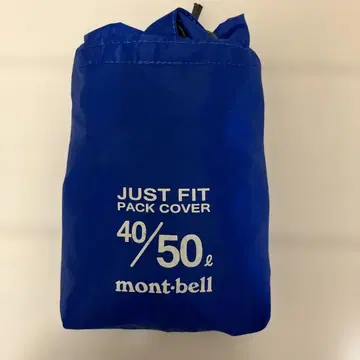 JUST FIT
PACK COVER
40/50ℓ
mont-bell